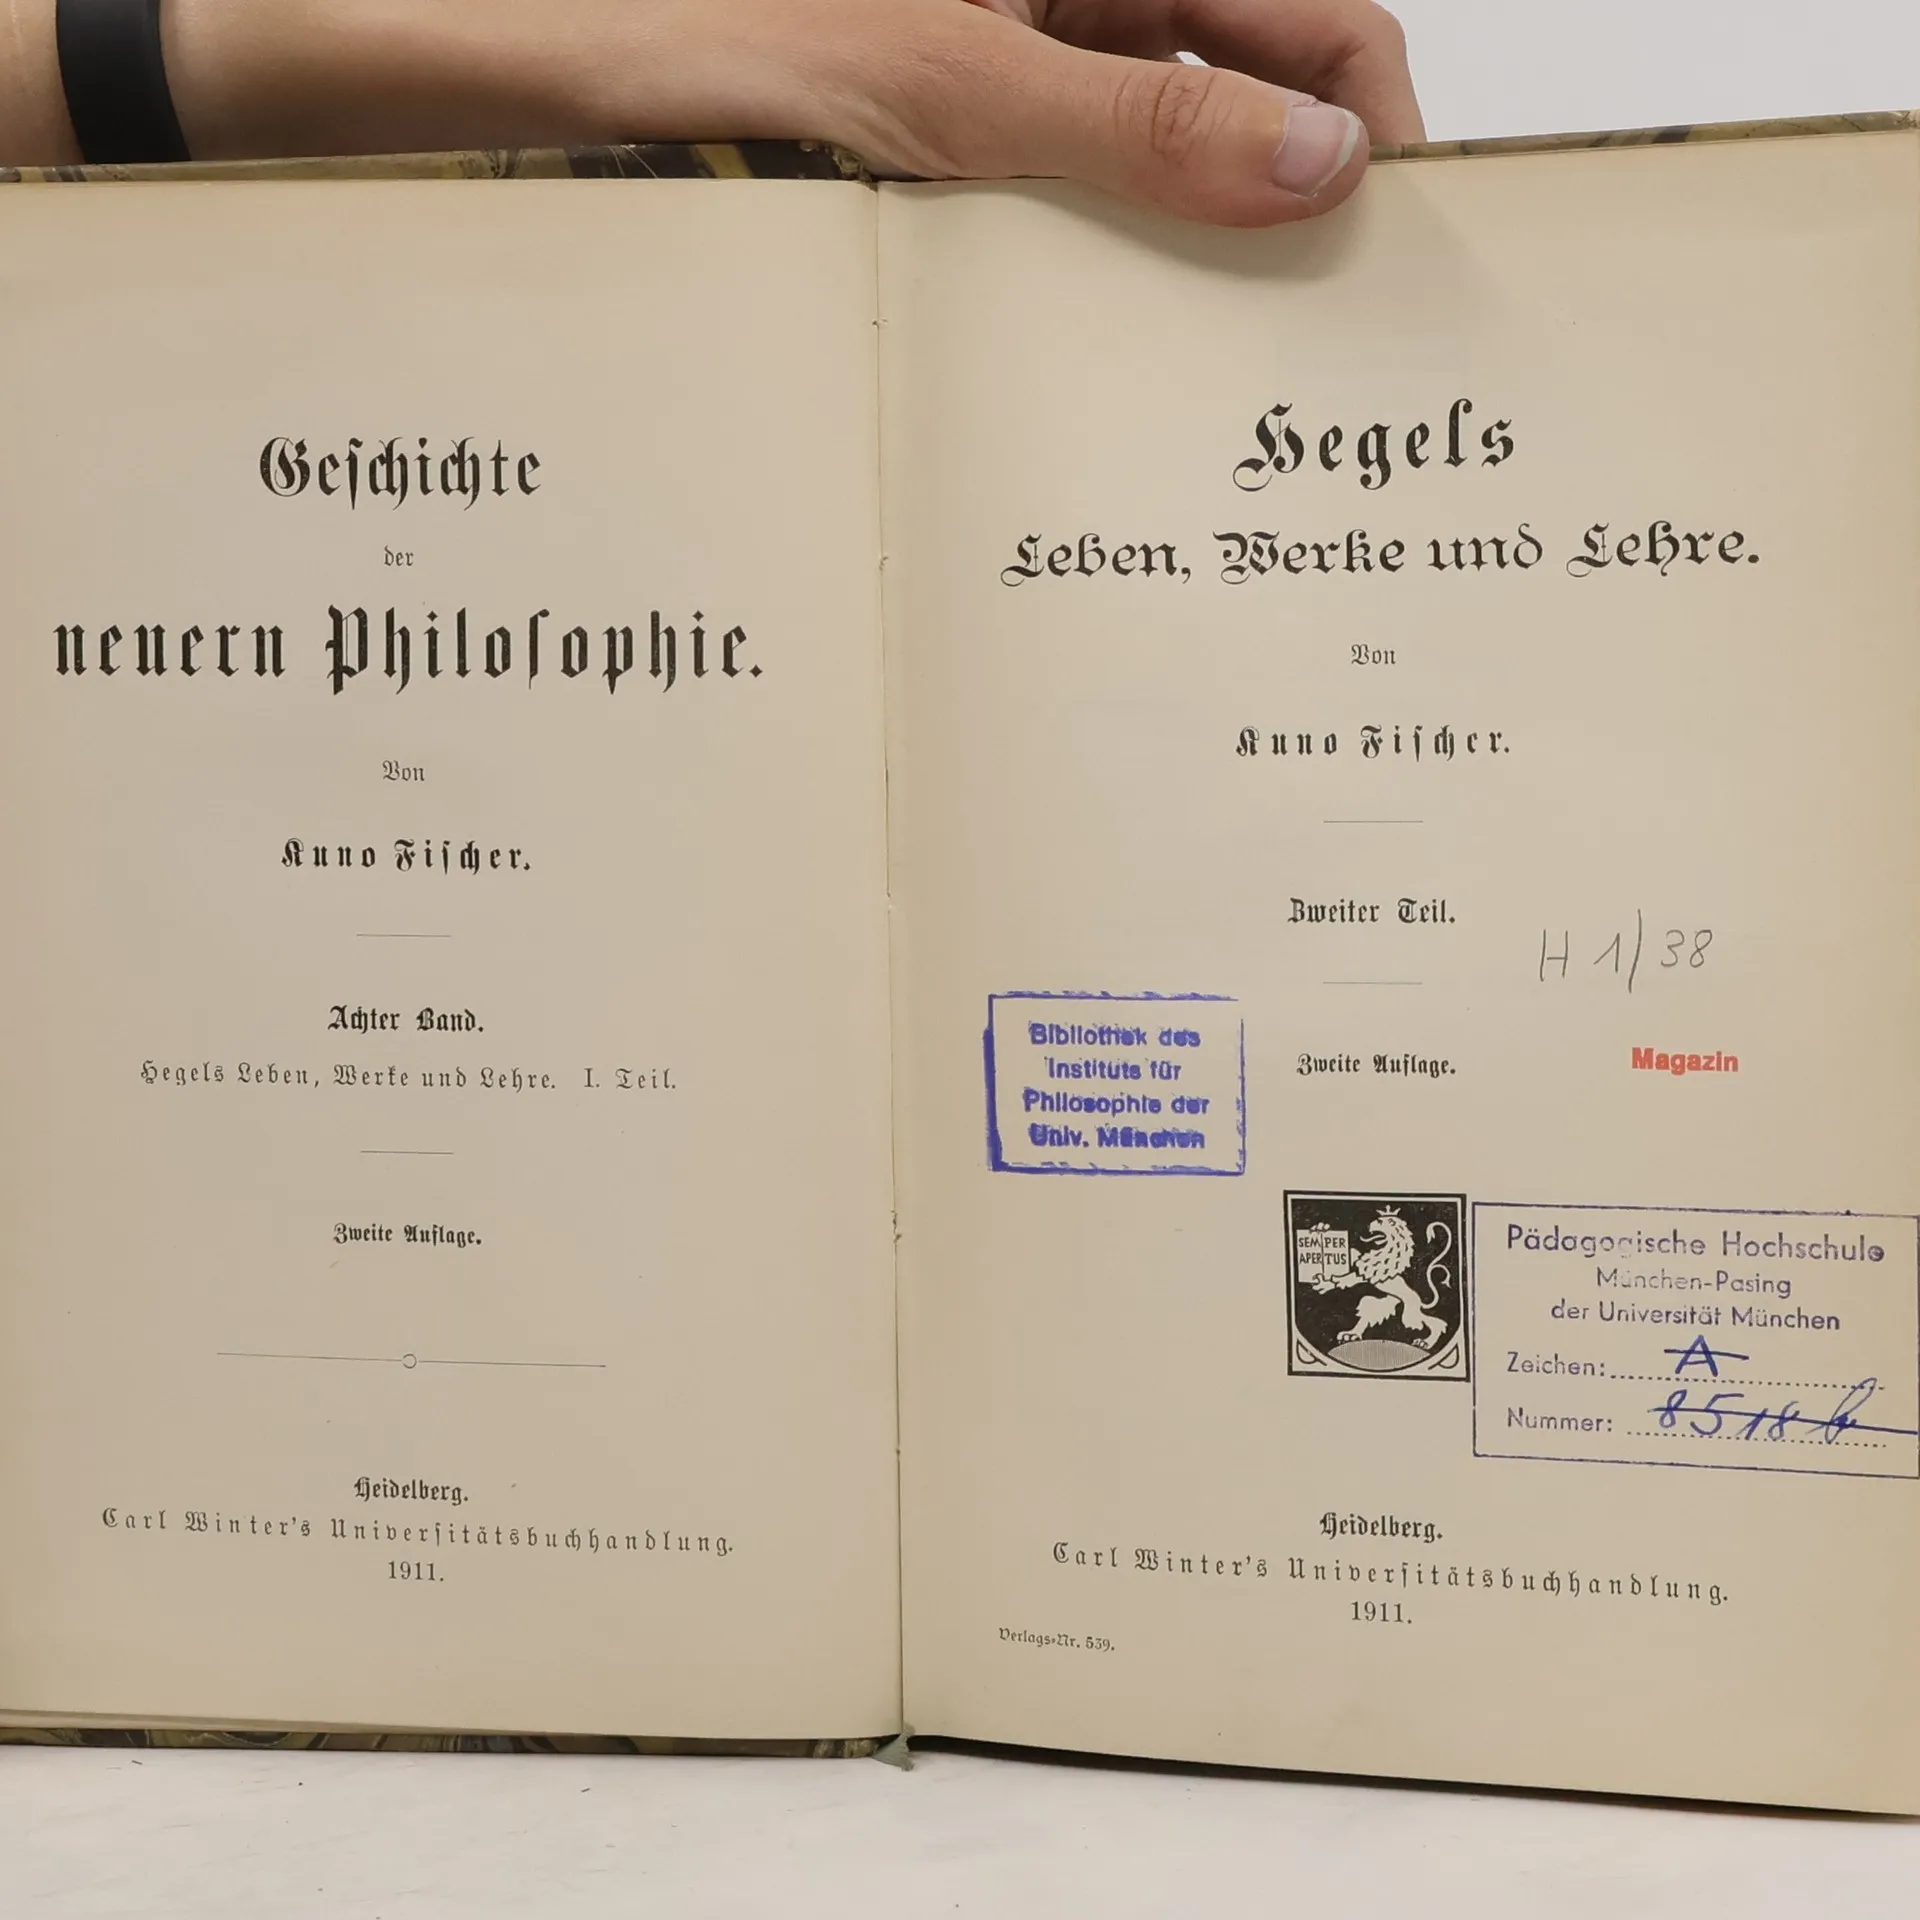 Geſchichte
der
neuern Philoſophie.
Von
Kuno Fiſcher.
Achter Band.
Hegels Leben, Werke und Lehre. I. Teil.
Zweite Auflage.
Heidelberg.
Carl Winter's Univerſitätsbuchhandlung.
1911.
Hegels
Leben, Werke und Lehre.
Von
Kuno Fiſcher.
Zweiter Teil.
H 1/38
Zweite Auflage.
Magazin
Bibliothek des
Instituts für
Philosophie der
Univ. München
SEMPER
APERTUS
Pädagogische Hochschule
München-Pasing
der Universität München
Zeichen: A
Nummer: 8518 b
Heidelberg.
Carl Winter's Univerſitätsbuchhandlung.
1911.
Verlags-Nr. 539.